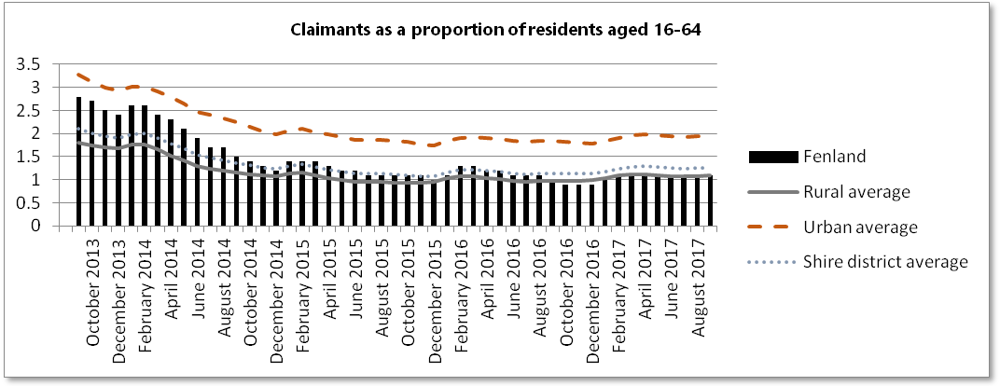 Claimants as a proportion of residents aged 16-64
3.5
3
2.5
2
1.5
1
0.5
0
October 2013
December 2013
February 2014
April 2014
June 2014
August 2014
October 2014
December 2014
February 2015
April 2015
June 2015
August 2015
October 2015
December 2015
February 2016
April 2016
June 2016
August 2016
October 2016
December 2016
February 2017
April 2017
June 2017
August 2017
Fenland
Rural average
Urban average
Shire district average